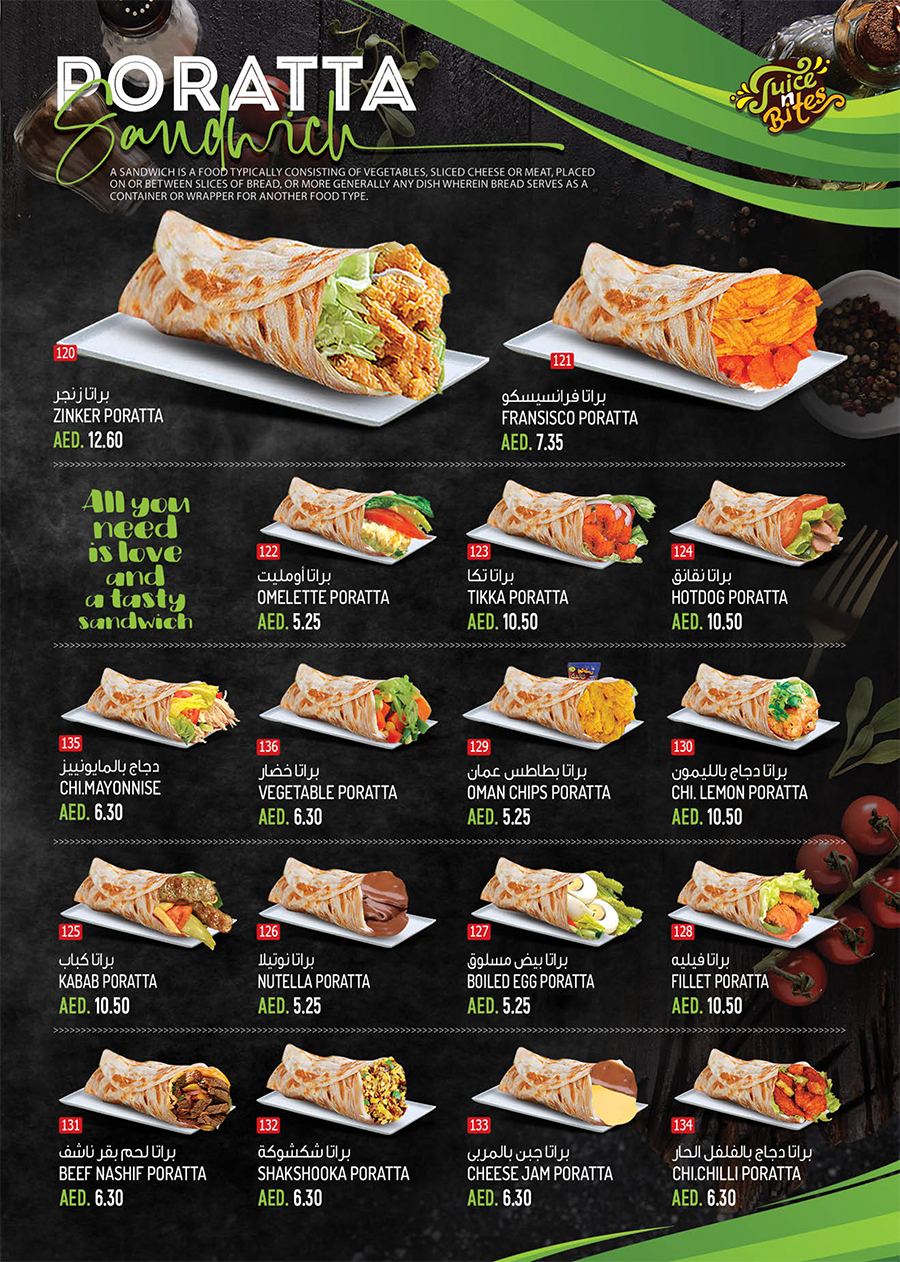 PORATTA
Sandwich
Juice
n
Bites
A SANDWICH IS A FOOD TYPICALLY CONSISTING OF VEGETABLES, SLICED CHEESE OR MEAT, PLACED
ON OR BETWEEN SLICES OF BREAD, OR MORE GENERALLY ANY DISH WHEREIN BREAD SERVES AS A
CONTAINER OR WRAPPER FOR ANOTHER FOOD TYPE.
120
براتا زنجر
ZINKER PORATTA
AED. 12.60
121
براتا فرانسيسكو
FRANSISCO PORATTA
AED. 7.35
All you
need
is love
and
a tasty
sandwich
122
براتا أومليت
OMELETTE PORATTA
AED. 5.25
123
براتا تكا
TIKKA PORATTA
AED. 10.50
124
براتا نقانق
HOTDOG PORATTA
AED. 10.50
135
دجاج بالمايونييز
CHI.MAYONNISE
AED. 6.30
136
براتا خضار
VEGETABLE PORATTA
AED. 6.30
129
براتا بطاطس عمان
OMAN CHIPS PORATTA
AED. 5.25
130
براتا دجاج بالليمون
CHI. LEMON PORATTA
AED. 10.50
125
براتا كباب
KABAB PORATTA
AED. 10.50
126
براتا نوتيلا
NUTELLA PORATTA
AED. 5.25
127
براتا بيض مسلوق
BOILED EGG PORATTA
AED. 5.25
128
براتا فيليه
FILLET PORATTA
AED. 10.50
131
براتا لحم بقر ناشف
BEEF NASHIF PORATTA
AED. 6.30
132
براتا شكشوكة
SHAKSHOOKA PORATTA
AED. 6.30
133
براتا جبن بالمربى
CHEESE JAM PORATTA
AED. 6.30
134
براتا دجاج بالفلفل الحار
CHI.CHILLI PORATTA
AED. 6.30